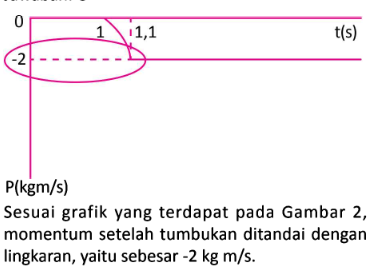 0 1 1,1 t(s)
-2
P(kgm/s)
Sesuai grafik yang terdapat pada Gambar 2,
momentum setelah tumbukan ditandai dengan
lingkaran, yaitu sebesar -2 kg m/s.